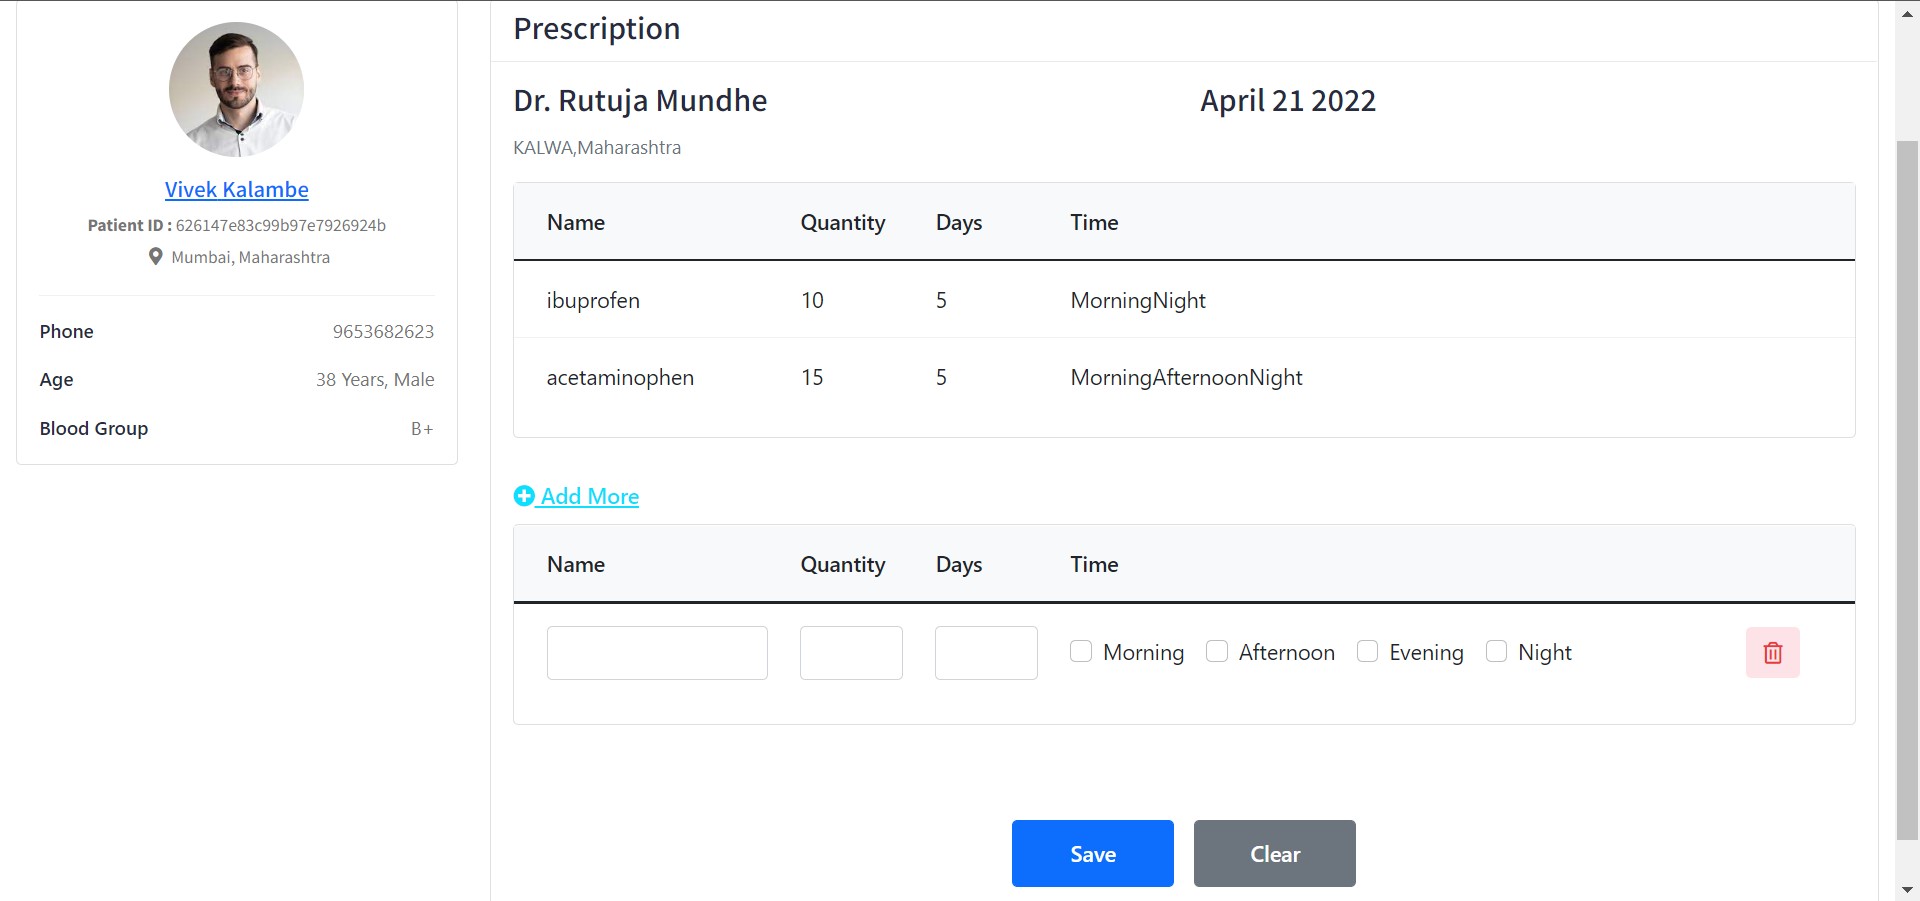 Vivek Kalambe
Patient ID : 626147e83c99b97e7926924b
Mumbai, Maharashtra
Phone 9653682623
Age 38 Years, Male
Blood Group B+
Prescription
Dr. Rutuja Mundhe April 21 2022
KALWA,Maharashtra
Name Quantity Days Time
ibuprofen 10 5 MorningNight
acetaminophen 15 5 MorningAfternoonNight
Add More
Name Quantity Days Time
Morning Afternoon Evening Night
Save Clear